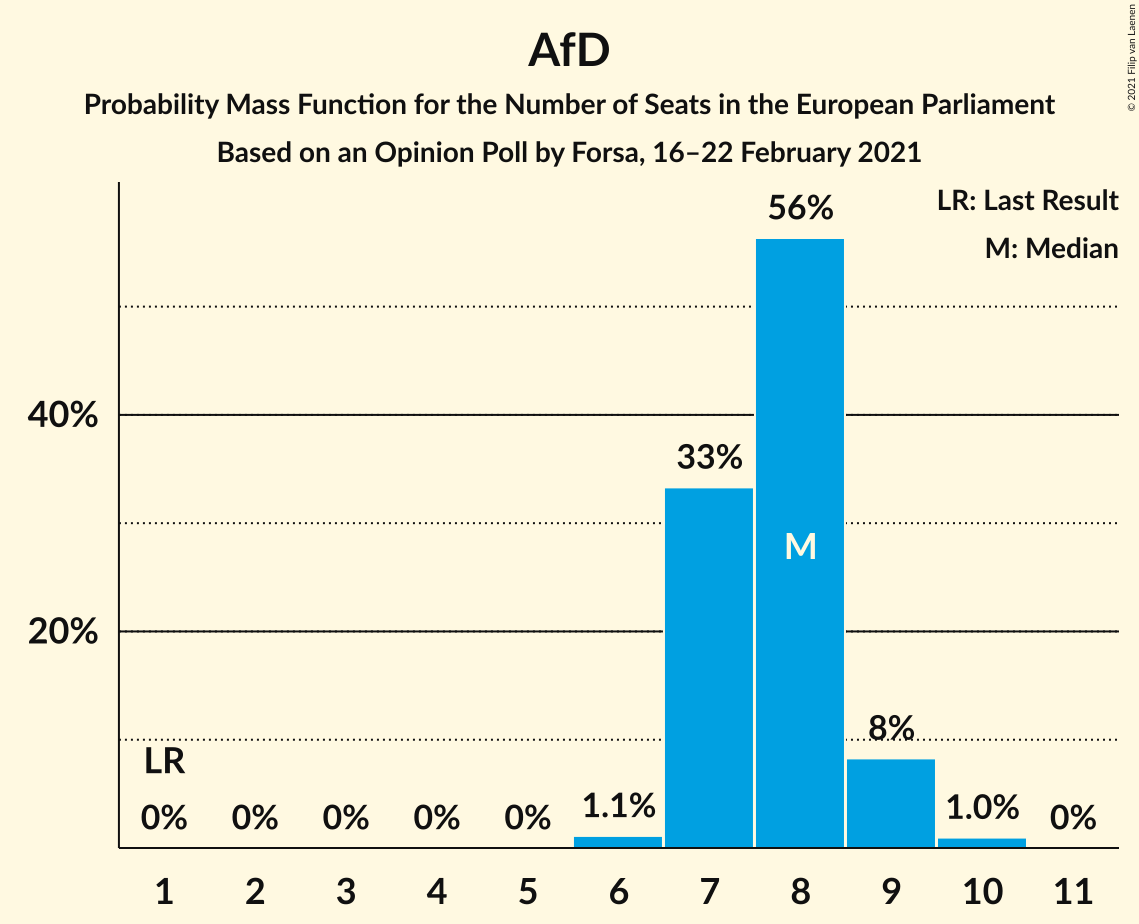 AfD
Probability Mass Function for the Number of Seats in the European Parliament
Based on an Opinion Poll by Forsa, 16–22 February 2021
© 2021 Filip van Laenen
LR: Last Result
M: Median
56%
40%
33%
M
20%
8%
LR
0% 0% 0% 0% 0% 1.1% 1.0% 0%
1 2 3 4 5 6 7 8 9 10 11